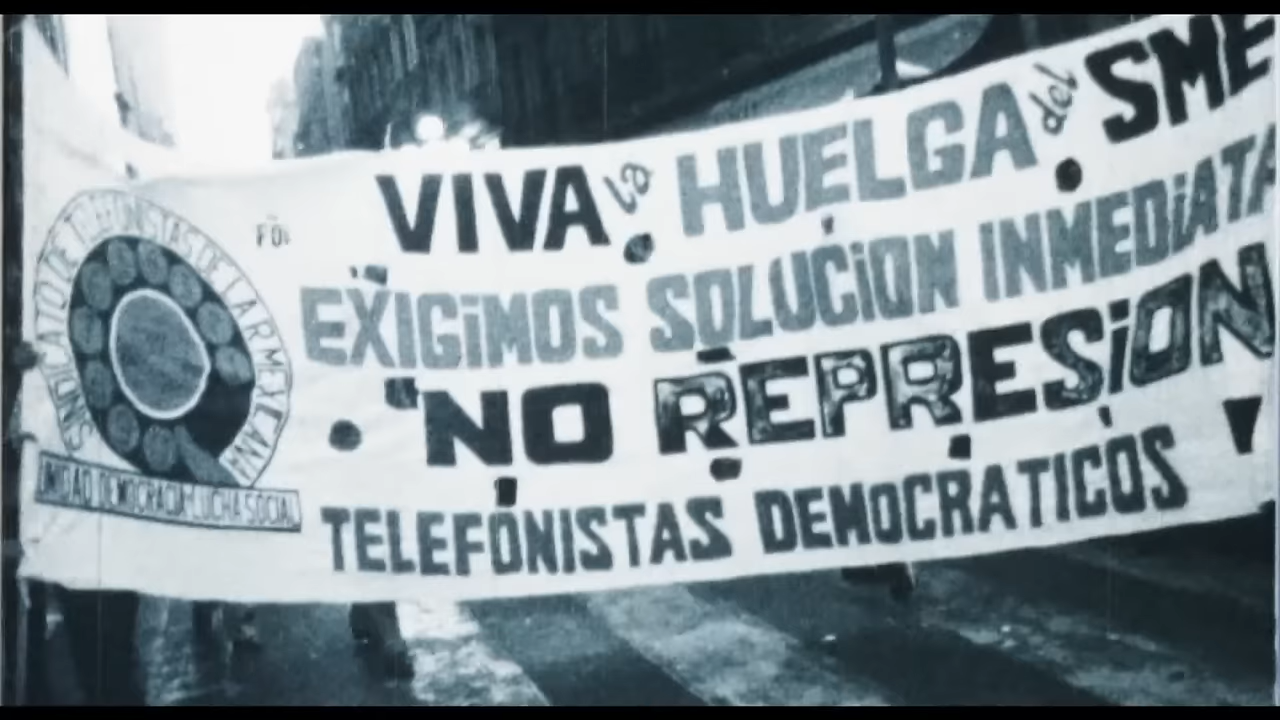 VIVA la HUELGA del SME
EXIGIMOS SOLUCION INMEDIATA
"NO REPRESION
TELEFONISTAS DEMOCRATICOS
SINDICATO DE TELEFONISTAS DE LA R. MEXICANA
UNIDAD DEMOCRACIA Y LUCHA SOCIAL